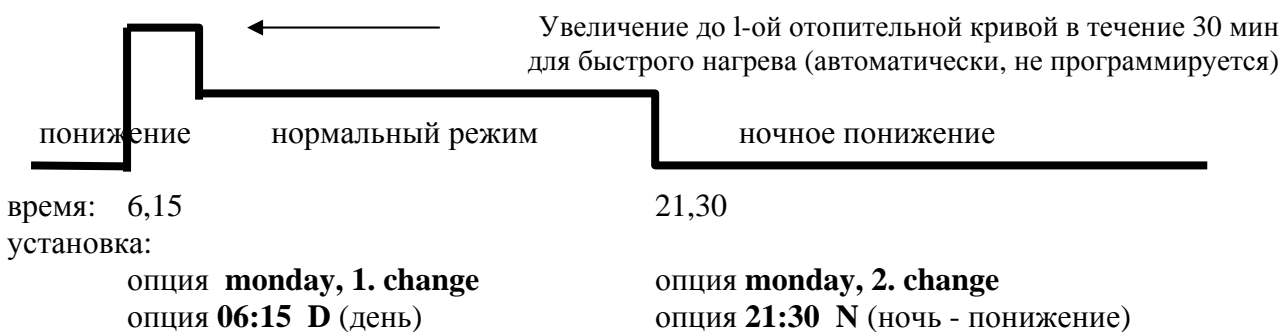 Увеличение до l-ой отопительной кривой в течение 30 мин
для быстрого нагрева (автоматически, не программируется)
понижение нормальный режим ночное понижение
время: 6,15 21,30
установка:
опция monday, 1. change опция monday, 2. change
опция 06:15 D (день) опция 21:30 N (ночь - понижение)